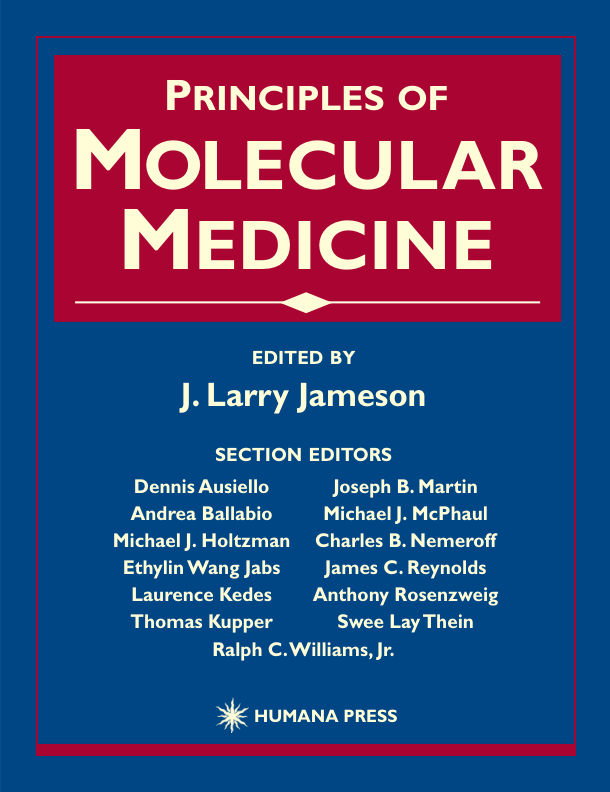 PRINCIPLES OF
MOLECULAR
MEDICINE
EDITED BY
J. Larry Jameson
SECTION EDITORS
Dennis Ausiello
Andrea Ballabio
Michael J. Holtzman
Ethylin Wang Jabs
Laurence Kedes
Thomas Kupper
Joseph B. Martin
Michael J. McPhaul
Charles B. Nemeroff
James C. Reynolds
Anthony Rosenzweig
Swee Lay Thein
Ralph C. Williams, Jr.
HUMANA PRESS